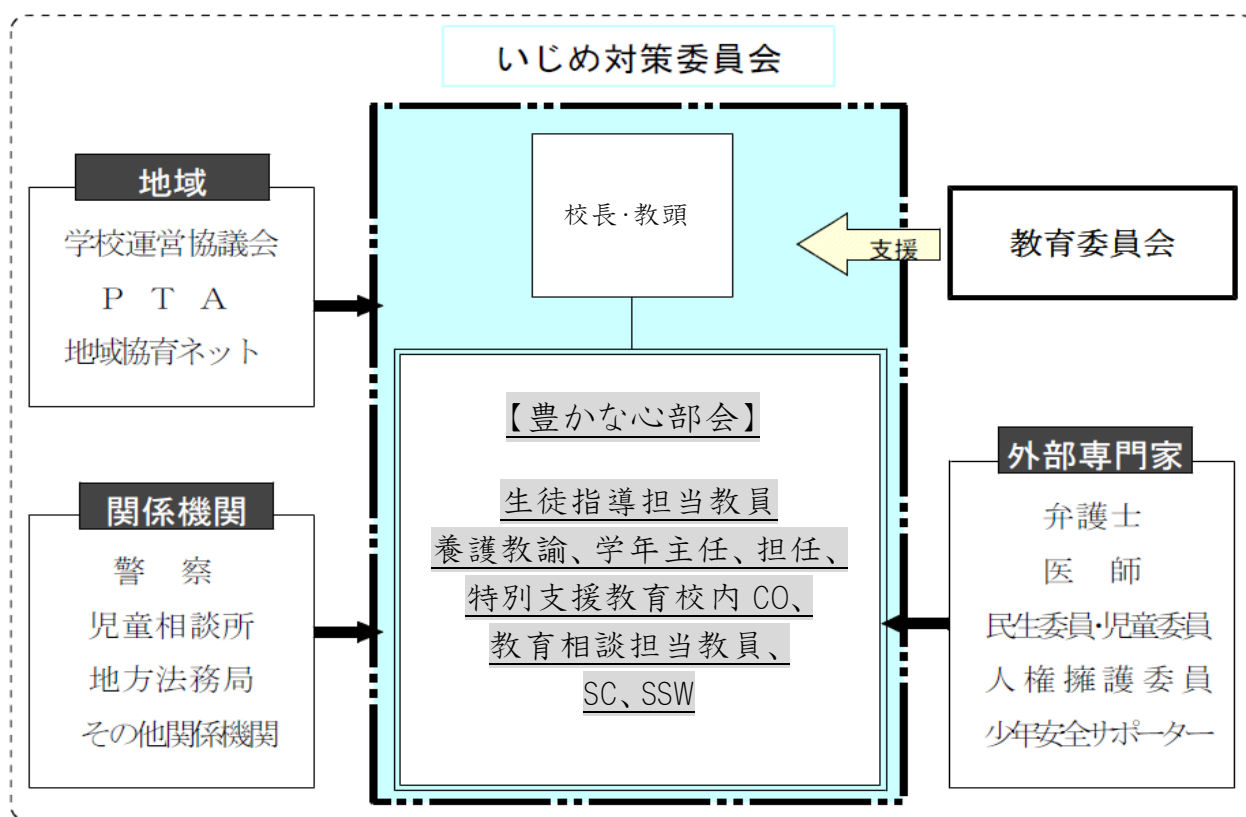 いじめ対策委員会
地域
学校運営協議会
P T A
地域協育ネット
関係機関
警 察
児童相談所
地方法務局
その他関係機関
校長・教頭
【豊かな心部会】
生徒指導担当教員
養護教諭、学年主任、担任、
特別支援教育校内 CO、
教育相談担当教員、
SC、SSW
支援
教育委員会
外部専門家
弁護士
医 師
民生委員・児童委員
人権擁護委員
少年安全サポーター